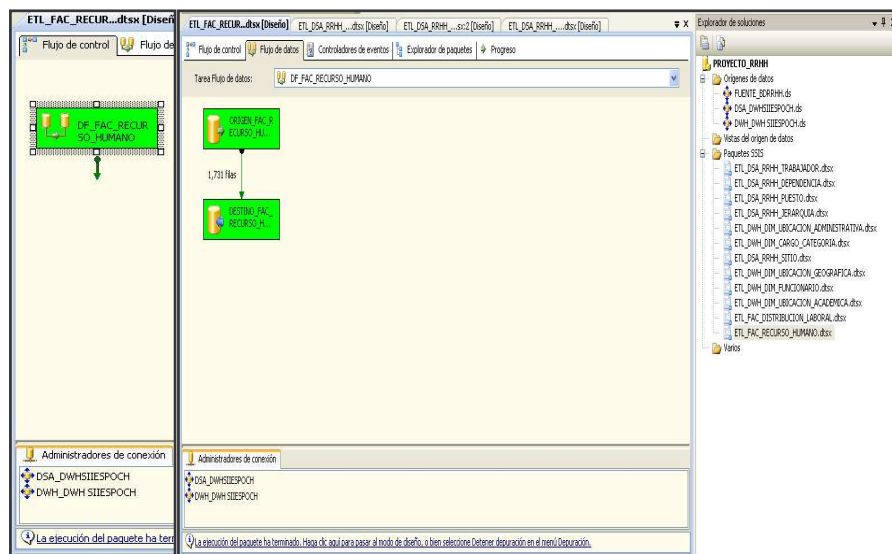 ETL_FAC_RECUR...dtsx [Diseñ
Flujo de control
Flujo de
DF_FAC_RECUR
SO_HUMANO
Administradores de conexión
DSA_DWHSIIESPOCH
DWH_DWH SIIESPOCH
La ejecución del paquete ha ter
ETL_FAC_RECUR...dtsx [Diseño]
ETL_DSA_RRHH_...dtsx [Diseño]
ETL_DSA_RRHH_...sx:2 [Diseño]
ETL_DSA_RRHH_....dtsx [Diseño]
Flujo de control
Flujo de datos
Controladores de eventos
Explorador de paquetes
Progreso
Tarea Flujo de datos:
DF_FAC_RECURSO_HUMANO
ORIGEN_FAC_R
ECURSO_HU...
1,731 filas
DESTINO_FAC_
RECURSO_H...
Administradores de conexión
DSA_DWHSIIESPOCH
DWH_DWH SIIESPOCH
La ejecución del paquete ha terminado. Haga clic aquí para pasar al modo de diseño, o bien seleccione Detener depuración en el menú Depuración.
Explorador de soluciones
PROYECTO_RRHH
Orígenes de datos
FUENTE_BDRRHH.ds
DSA_DWHSIIESPOCH.ds
DWH_DWH SIIESPOCH.ds
Vistas del origen de datos
Paquetes SSIS
ETL_DSA_RRHH_TRABAJADOR.dtsx
ETL_DSA_RRHH_DEPENDENCIA.dtsx
ETL_DSA_RRHH_PUESTO.dtsx
ETL_DSA_RRHH_JERARQUIA.dtsx
ETL_DWH_DIM_UBICACION_ADMINISTRATIVA.dtsx
ETL_DWH_DIM_CARGO_CATEGORIA.dtsx
ETL_DSA_RRHH_SITIO.dtsx
ETL_DWH_DIM_UBICACION_GEOGRAFICA.dtsx
ETL_DWH_DIM_FUNCIONARIO.dtsx
ETL_DWH_DIM_UBICACION_ACADEMICA.dtsx
ETL_FAC_DISTRIBUCION_LABORAL.dtsx
ETL_FAC_RECURSO_HUMANO.dtsx
Varios